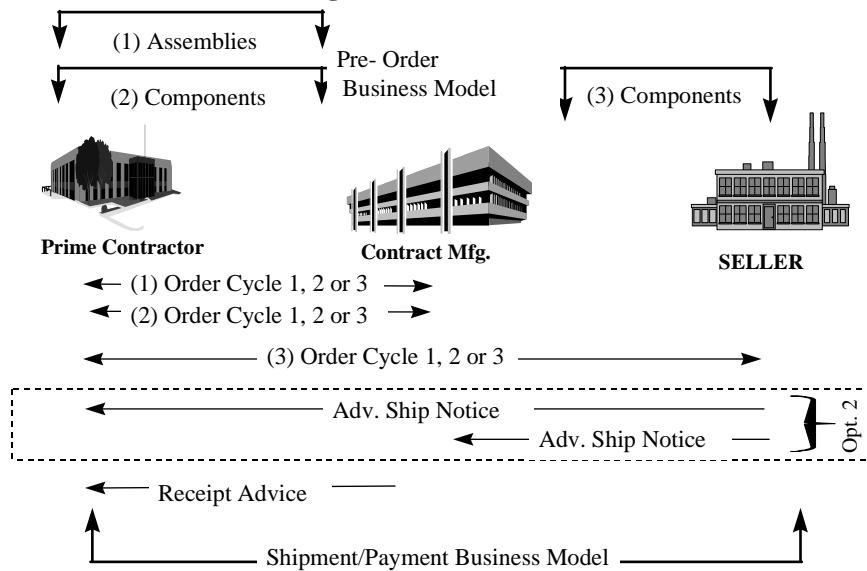 (1) Assemblies
Pre- Order
Business Model
(2) Components
(3) Components
Prime Contractor
Contract Mfg.
SELLER
(1) Order Cycle 1, 2 or 3
(2) Order Cycle 1, 2 or 3
(3) Order Cycle 1, 2 or 3
Adv. Ship Notice
Adv. Ship Notice
Opt. 2
Receipt Advice
Shipment/Payment Business Model